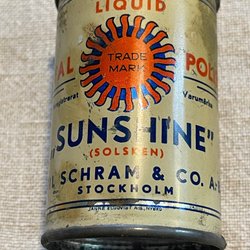 LIQUID
TRADE
MARK
"SUNSHINE"
(SOLSKEN)
SCHRAM & CO. A-
STOCKHOLM